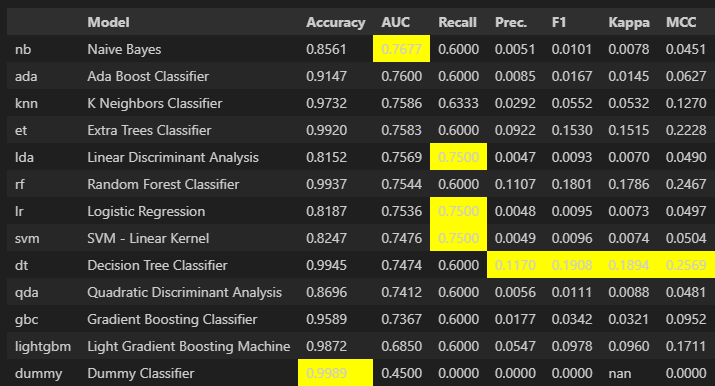 Model Accuracy AUC Recall Prec. F1 Kappa MCC
nb Naive Bayes 0.8561 0.7677 0.6000 0.0051 0.0101 0.0078 0.0451
ada Ada Boost Classifier 0.9147 0.7600 0.6000 0.0085 0.0167 0.0145 0.0627
knn K Neighbors Classifier 0.9732 0.7586 0.6333 0.0292 0.0552 0.0532 0.1270
et Extra Trees Classifier 0.9920 0.7583 0.6000 0.0922 0.1530 0.1515 0.2228
lda Linear Discriminant Analysis 0.8152 0.7569 0.7500 0.0047 0.0093 0.0070 0.0490
rf Random Forest Classifier 0.9937 0.7544 0.6000 0.1107 0.1801 0.1786 0.2467
lr Logistic Regression 0.8187 0.7536 0.7500 0.0048 0.0095 0.0073 0.0497
svm SVM - Linear Kernel 0.8247 0.7476 0.7500 0.0049 0.0096 0.0074 0.0504
dt Decision Tree Classifier 0.9945 0.7474 0.6000 0.1170 0.1908 0.1894 0.2569
qda Quadratic Discriminant Analysis 0.8696 0.7412 0.6000 0.0056 0.0111 0.0088 0.0481
gbc Gradient Boosting Classifier 0.9589 0.7367 0.6000 0.0177 0.0342 0.0321 0.0952
lightgbm Light Gradient Boosting Machine 0.9872 0.6850 0.6000 0.0547 0.0978 0.0960 0.1711
dummy Dummy Classifier 0.9989 0.4500 0.0000 0.0000 0.0000 nan 0.0000